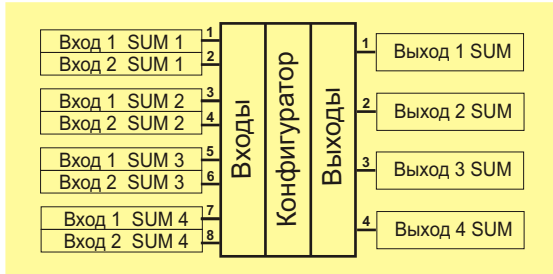 Вход 1 SUM 1 1
Вход 2 SUM 1 2
Вход 1 SUM 2 3
Вход 2 SUM 2 4
Вход 1 SUM 3 5
Вход 2 SUM 3 6
Вход 1 SUM 4 7
Вход 2 SUM 4 8
Входы
Конфигуратор
Выходы
1 Выход 1 SUM
2 Выход 2 SUM
3 Выход 3 SUM
4 Выход 4 SUM